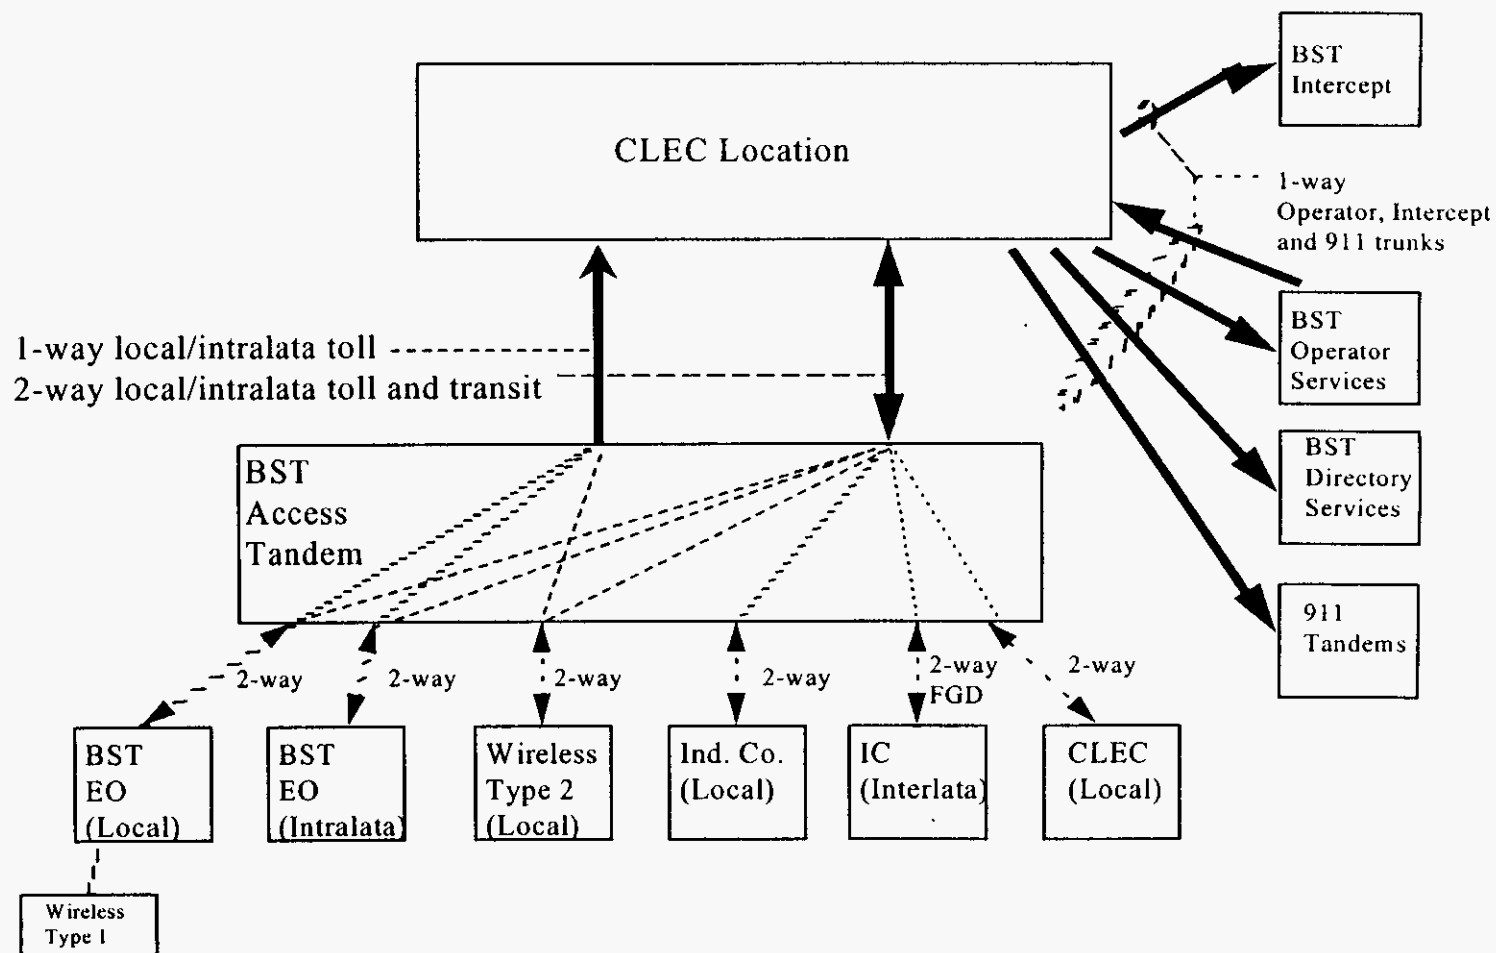 BST
Intercept
CLEC Location
1-way
Operator, Intercept
and 911 trunks
1-way local/intralata toll
2-way local/intralata toll and transit
BST
Operator
Services
BST
Directory
Services
911
Tandems
BST
Access
Tandem
2-way
2-way
2-way
2-way
2-way
FGD
2-way
BST
EO
(Local)
BST
EO
(Intralata)
Wireless
Type 2
(Local)
Ind. Co.
(Local)
IC
(Interlata)
CLEC
(Local)
Wireless
Type 1